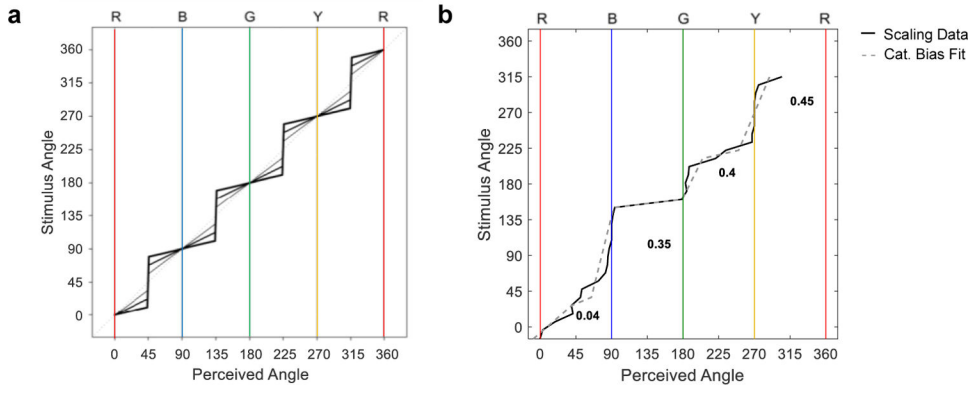 a
R B G Y R
360
315
270
225
180
135
90
45
0
Stimulus Angle
0 45 90 135 180 225 270 315 360
Perceived Angle
b
R B G Y R
Scaling Data
Cat. Bias Fit
360
315
270
225
180
135
90
45
0
Stimulus Angle
0.45
0.4
0.35
0.04
0 45 90 135 180 225 270 315 360
Perceived Angle